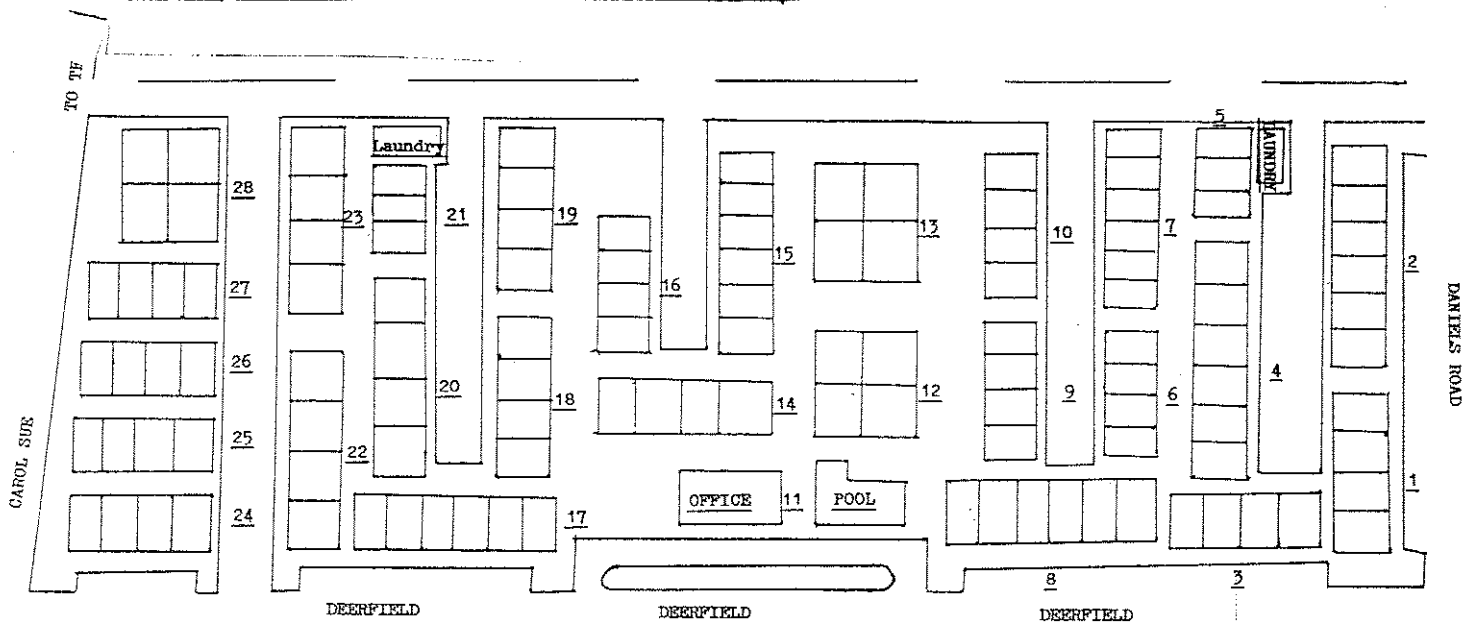 TO TF
5
Laundry
LAUNDRY
28
23
21
19
15
13
10
7
2
27
16
DANIELS ROAD
26
20
18
14
12
9
6
4
25
22
CAROL SUE
24
17
OFFICE
11
POOL
1
8
3
DEERFIELD
DEERFIELD
DEERFIELD